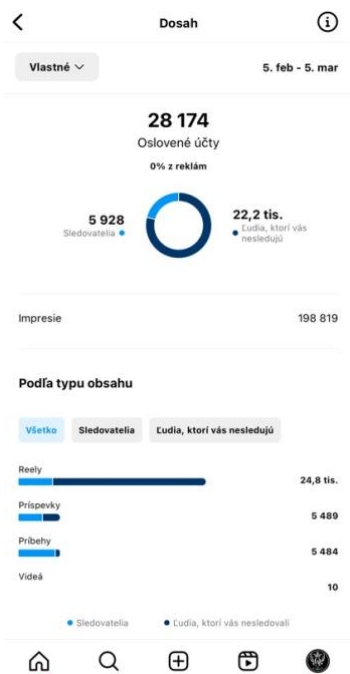 Dosah
Vlastné
5. feb - 5. mar
28 174
Oslovené účty
0% z reklám
5 928
Sledovatelia
22,2 tis.
Ľudia, ktorí vás
nesledujú
Impresie
198 819
Podľa typu obsahu
Všetko
Sledovatelia
Ľudia, ktorí vás nesledujú
Reely
24,8 tis.
Príspevky
5 489
Príbehy
5 484
Videá
10
Sledovatelia
Ľudia, ktorí vás nesledovali